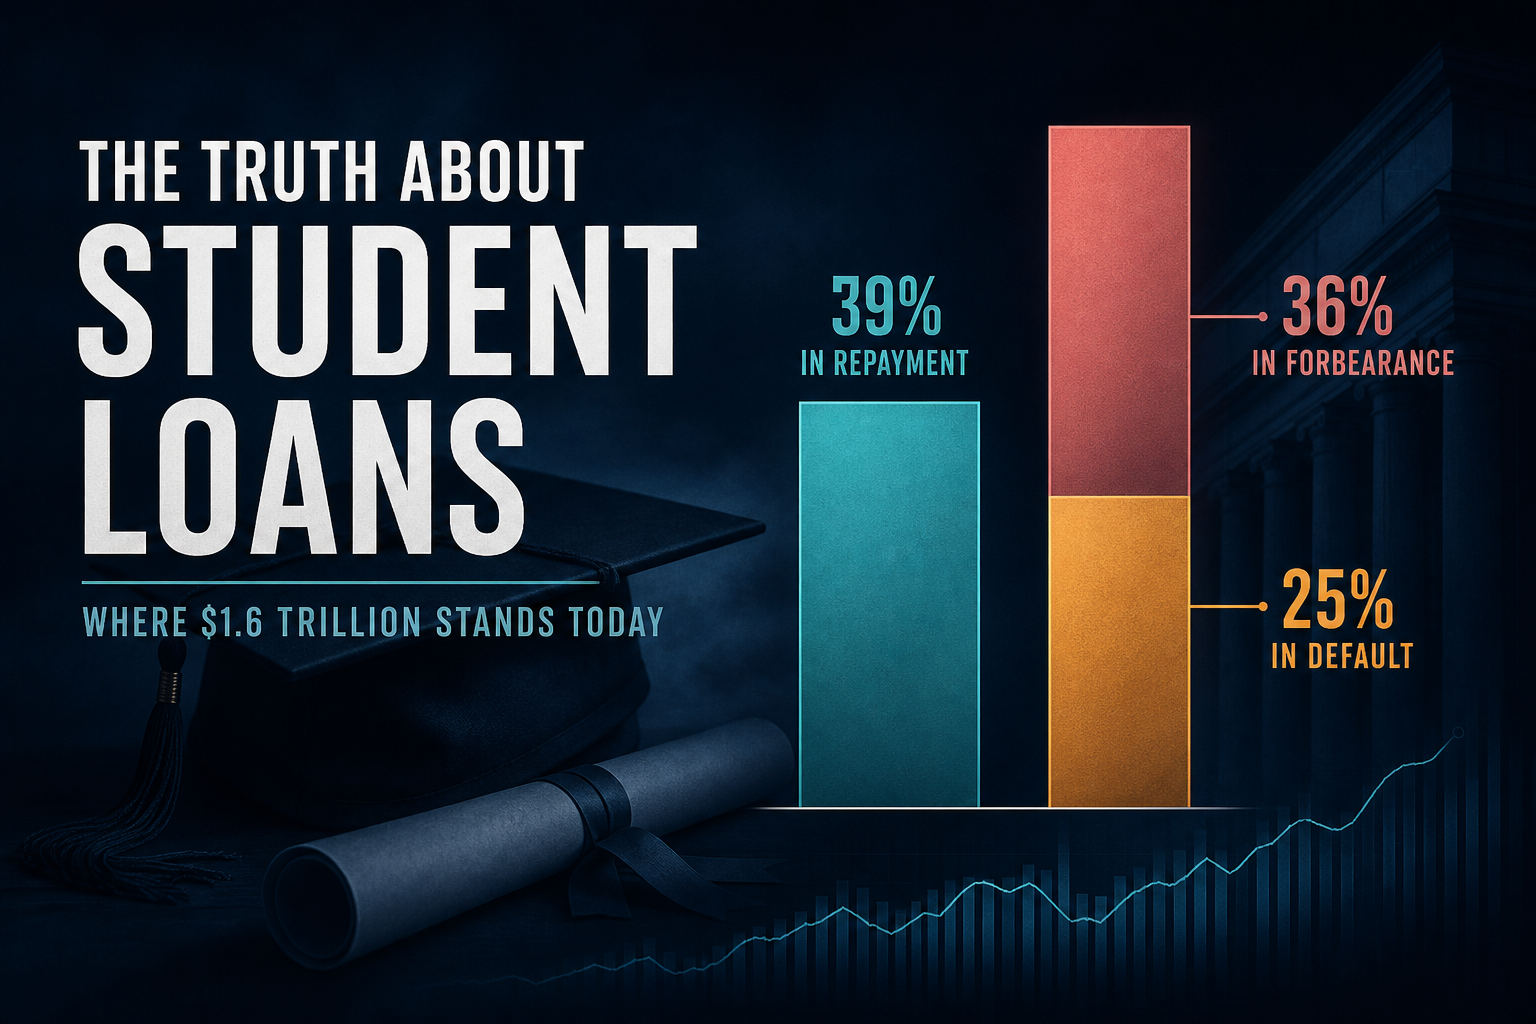 THE TRUTH ABOUT
STUDENT
LOANS
WHERE $1.6 TRILLION STANDS TODAY
39%
IN REPAYMENT
36%
IN FORBEARANCE
25%
IN DEFAULT